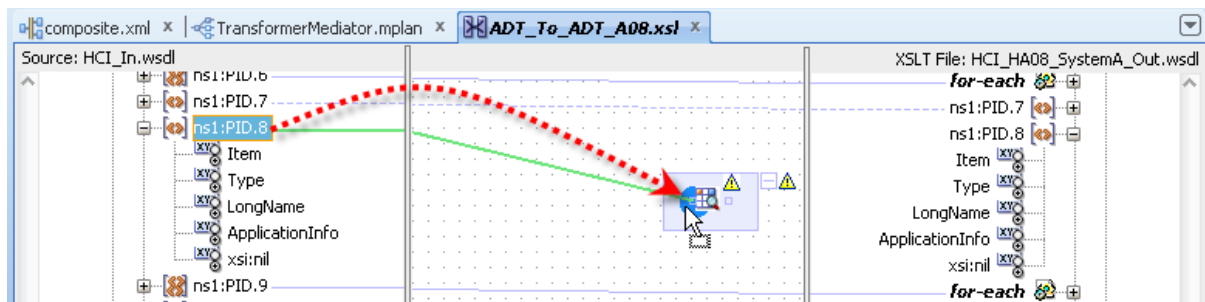 composite.xml x TransformerMediator.mplan x ADT_To_ADT_A08.xsl x
Source: HCI_In.wsdl XSLT File: HCI_HA08_SystemA_Out.wsdl
ns1:PID.6 for-each
ns1:PID.7 ns1:PID.7
ns1:PID.8 ns1:PID.8
Item Item
Type Type
LongName LongName
ApplicationInfo ApplicationInfo
xsi:nil xsi:nil
ns1:PID.9 for-each